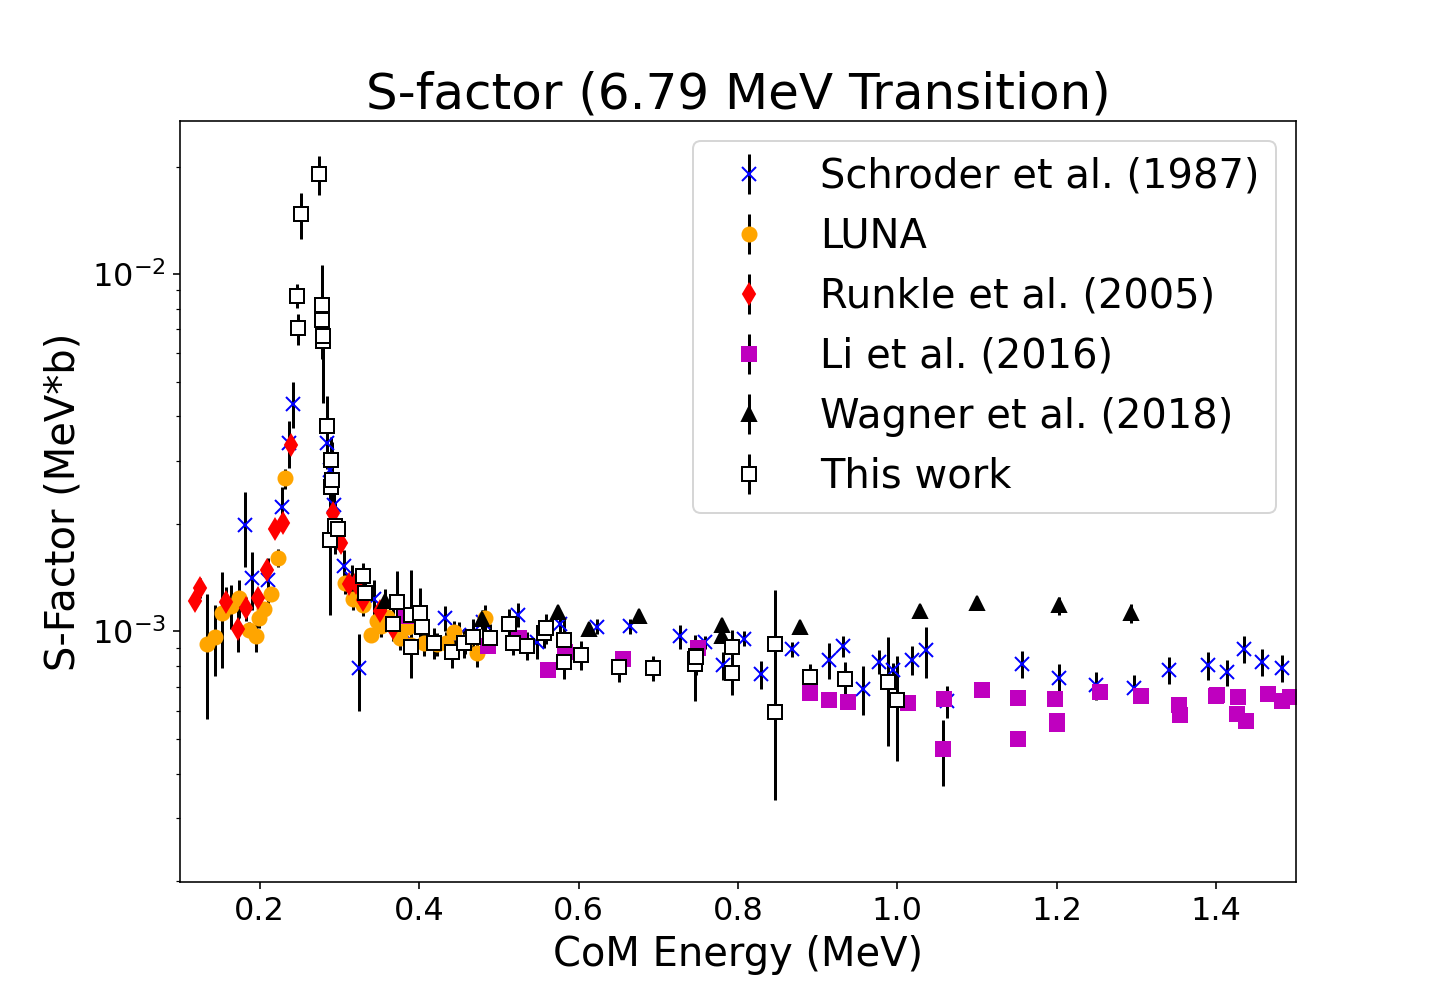 S-factor (6.79 MeV Transition)
Schroder et al. (1987)
LUNA
Runkle et al. (2005)
Li et al. (2016)
Wagner et al. (2018)
This work
10⁻²
10⁻³
S-Factor (MeV*b)
0.2 0.4 0.6 0.8 1.0 1.2 1.4
CoM Energy (MeV)